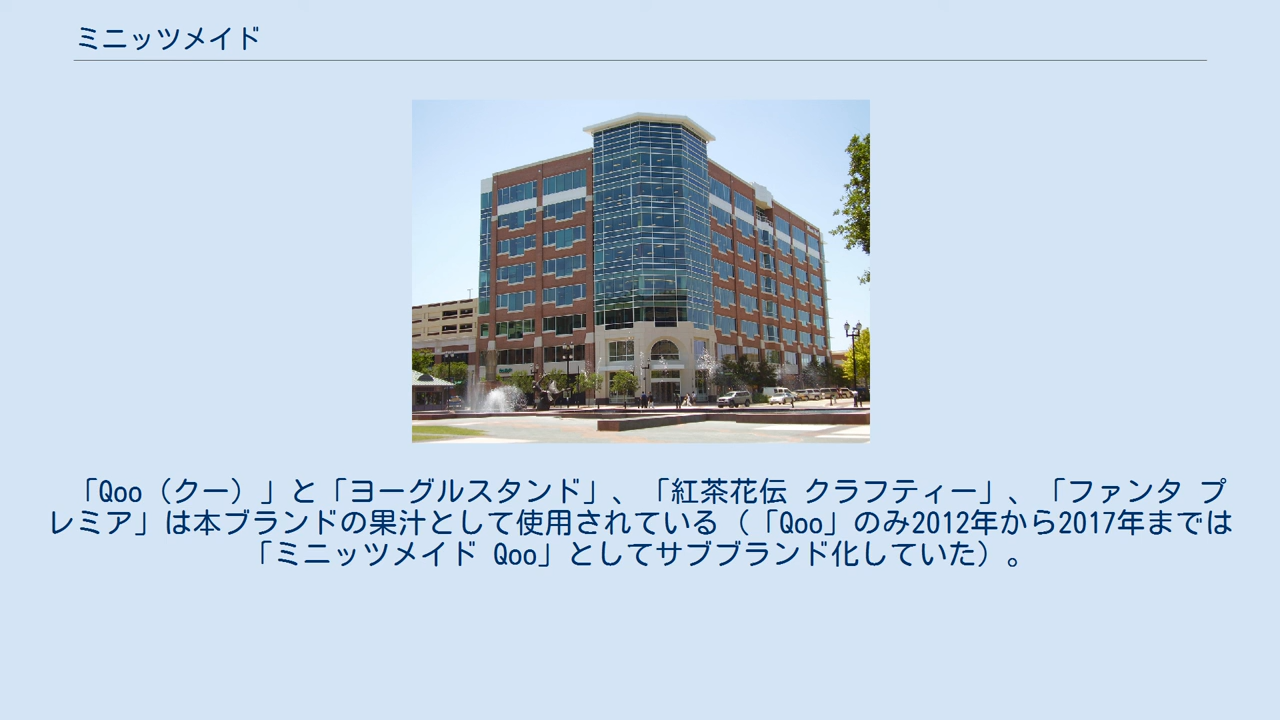 ミニッツメイド
「Qoo（クー）」と「ヨーグルスタンド」、「紅茶花伝 クラフティー」、「ファンタ プ
レミア」は本ブランドの果汁として使用されている（「Qoo」のみ2012年から2017年までは
「ミニッツメイド Qoo」としてサブブランド化していた）。